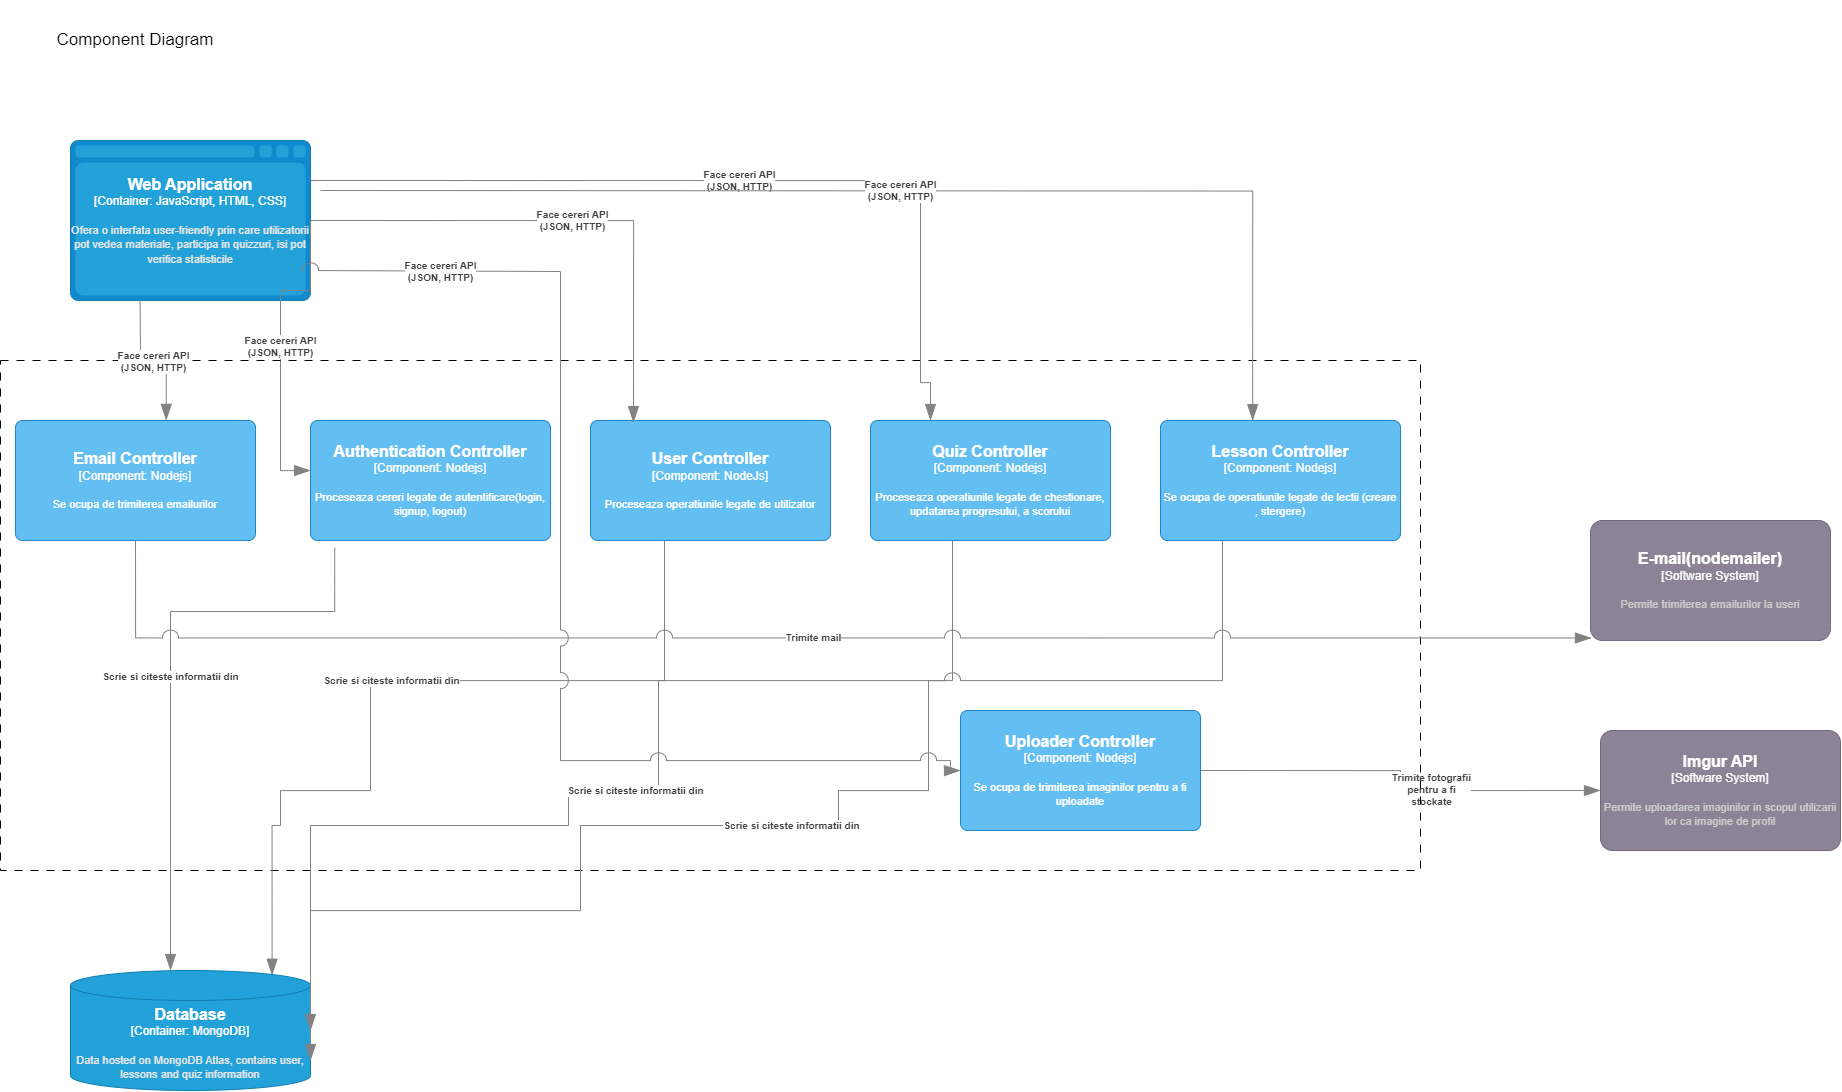 Component Diagram
Web Application
[Container: JavaScript, HTML, CSS]
Ofera o interfata user-friendly prin care utilizatorii
pot vedea materiale, participa in quizzuri, isi pot
verifica statisticile
Face cereri API
(JSON, HTTP)
Face cereri API
(JSON, HTTP)
Face cereri API
(JSON, HTTP)
Face cereri API
(JSON, HTTP)
Face cereri API
(JSON, HTTP)
Face cereri API
(JSON, HTTP)
Email Controller
[Component: Nodejs]
Se ocupa de trimiterea emailurilor
Authentication Controller
[Component: Nodejs]
Proceseaza cereri legate de autentificare(login,
signup, logout)
User Controller
[Component: NodeJs]
Proceseaza operatiunile legate de utilizator
Quiz Controller
[Component: Nodejs]
Proceseaza operatiunile legate de chestionare,
updatarea progresului, a scorului
Lesson Controller
[Component: Nodejs]
Se ocupa de operatiunile legate de lectii (creare
, stergere)
E-mail(nodemailer)
[Software System]
Permite trimiterea emailurilor la useri
Trimite mail
Scrie si citeste informatii din
Scrie si citeste informatii din
Uploader Controller
[Component: Nodejs]
Se ocupa de trimiterea imaginilor pentru a fi
uploadate
Trimite fotografii
pentru a fi
stockate
Imgur API
[Software System]
Permite uploadarea imaginilor in scopul utilizarii
lor ca imagine de profil
Scrie si citeste informatii din
Scrie si citeste informatii din
Database
[Container: MongoDB]
Data hosted on MongoDB Atlas, contains user,
lessons and quiz information